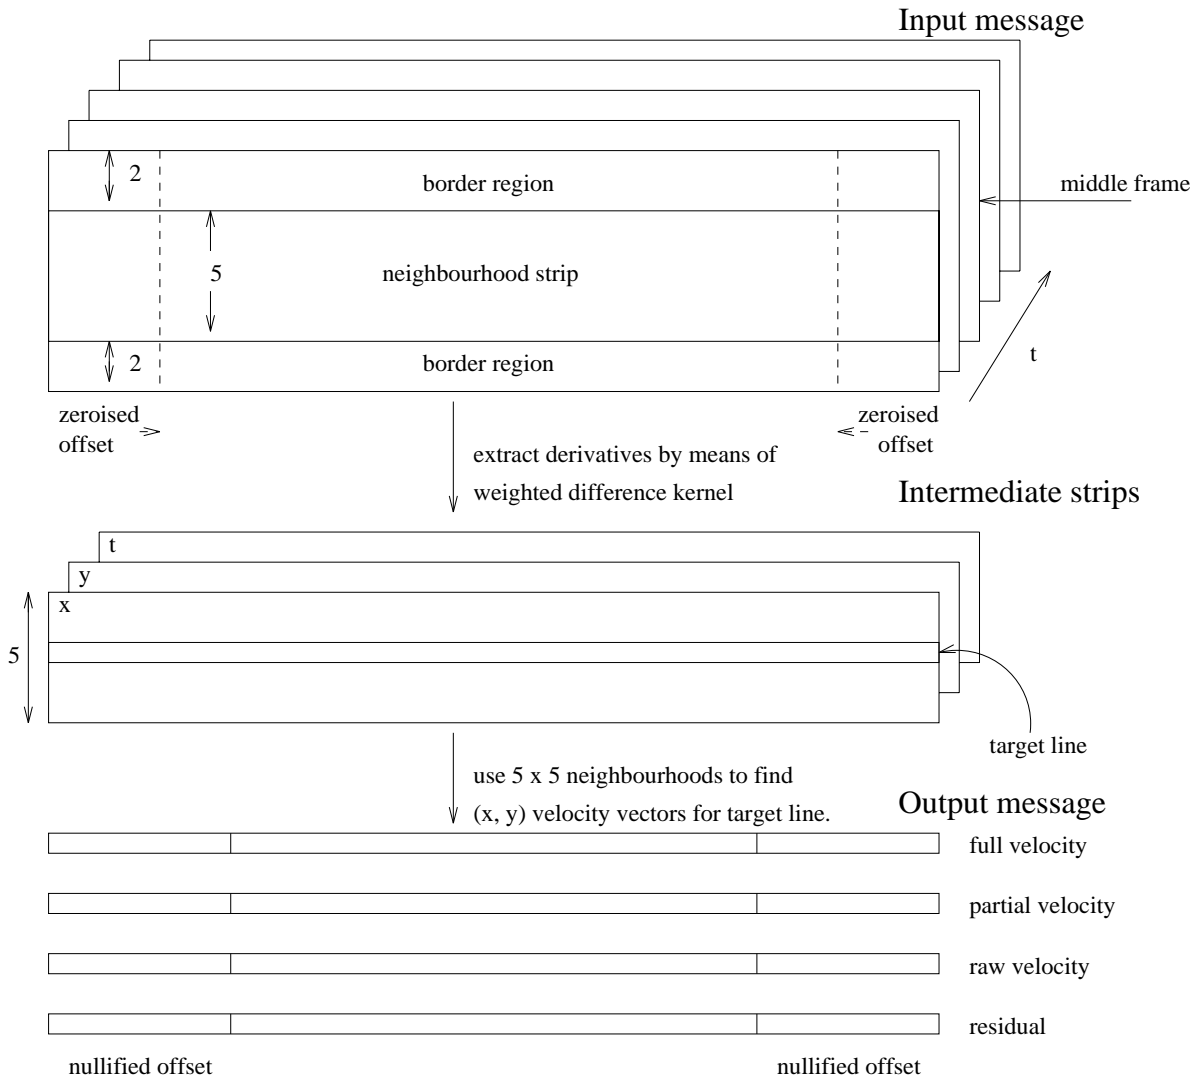 Input message
2
border region
middle frame
5
neighbourhood strip
2
border region
t
zeroised
offset
zeroised
offset
extract derivatives by means of
weighted difference kernel
Intermediate strips
t
y
x
5
target line
use 5 x 5 neighbourhoods to find
(x, y) velocity vectors for target line.
Output message
full velocity
partial velocity
raw velocity
residual
nullified offset
nullified offset